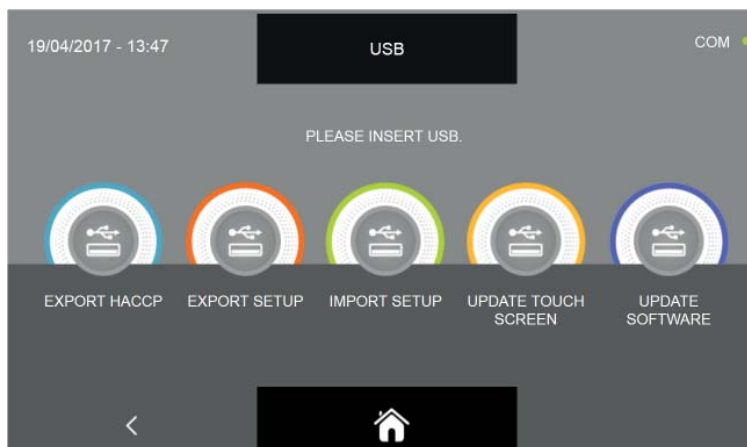 19/04/2017 - 13:47
USB
COM
PLEASE INSERT USB.
EXPORT HACCP
EXPORT SETUP
IMPORT SETUP
UPDATE TOUCH
SCREEN
UPDATE
SOFTWARE